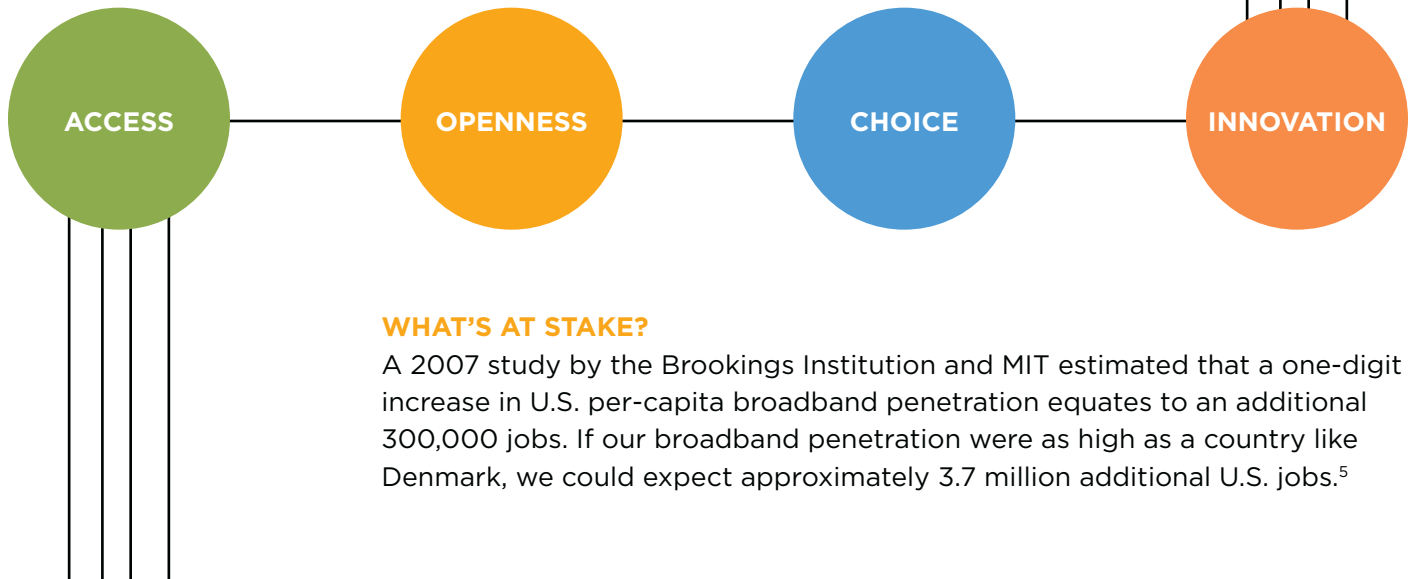 ACCESS
OPENNESS
CHOICE
INNOVATION
WHAT'S AT STAKE?
A 2007 study by the Brookings Institution and MIT estimated that a one-digit
increase in U.S. per-capita broadband penetration equates to an additional
300,000 jobs. If our broadband penetration were as high as a country like
Denmark, we could expect approximately 3.7 million additional U.S. jobs.⁵